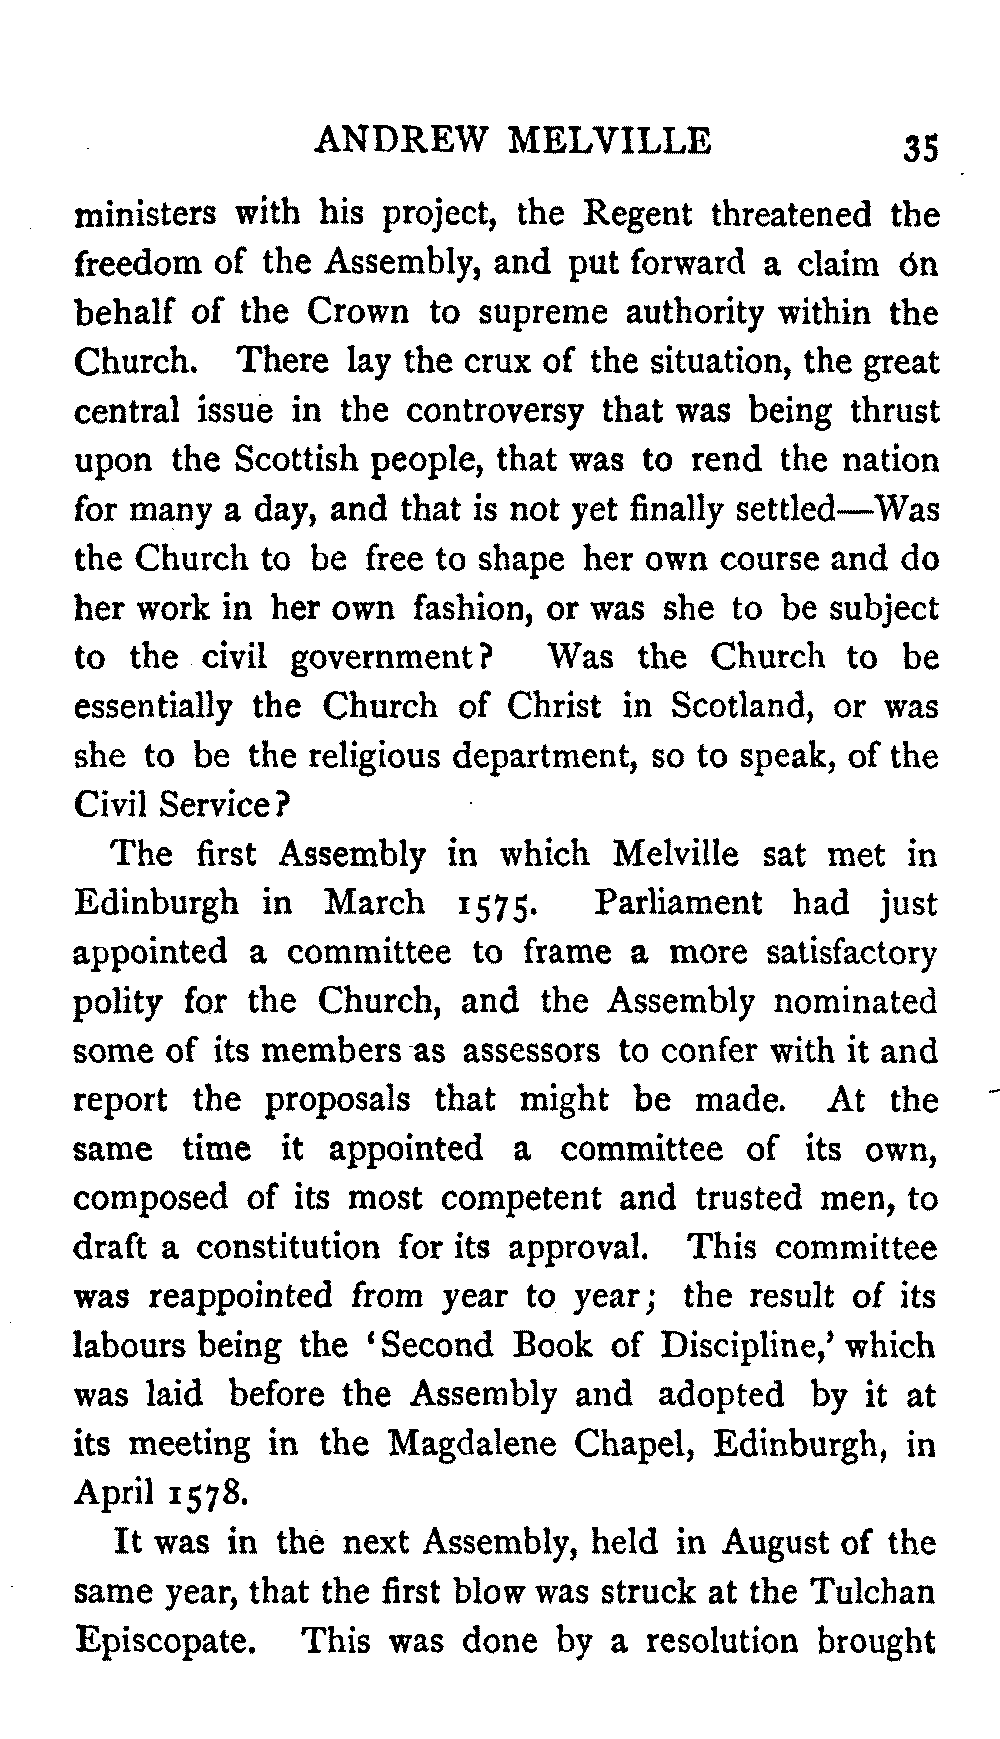 ANDREW MELVILLE 35
ministers with his project, the Regent threatened the
freedom of the Assembly, and put forward a claim on
behalf of the Crown to supreme authority within the
Church. There lay the crux of the situation, the great
central issue in the controversy that was being thrust
upon the Scottish people, that was to rend the nation
for many a day, and that is not yet finally settled—Was
the Church to be free to shape her own course and do
her work in her own fashion, or was she to be subject
to the civil government? Was the Church to be
essentially the Church of Christ in Scotland, or was
she to be the religious department, so to speak, of the
Civil Service?
The first Assembly in which Melville sat met in
Edinburgh in March 1575. Parliament had just
appointed a committee to frame a more satisfactory
polity for the Church, and the Assembly nominated
some of its members as assessors to confer with it and
report the proposals that might be made. At the
same time it appointed a committee of its own,
composed of its most competent and trusted men, to
draft a constitution for its approval. This committee
was reappointed from year to year; the result of its
labours being the ‘Second Book of Discipline,’ which
was laid before the Assembly and adopted by it at
its meeting in the Magdalene Chapel, Edinburgh, in
April 1578.
It was in the next Assembly, held in August of the
same year, that the first blow was struck at the Tulchan
Episcopate. This was done by a resolution brought